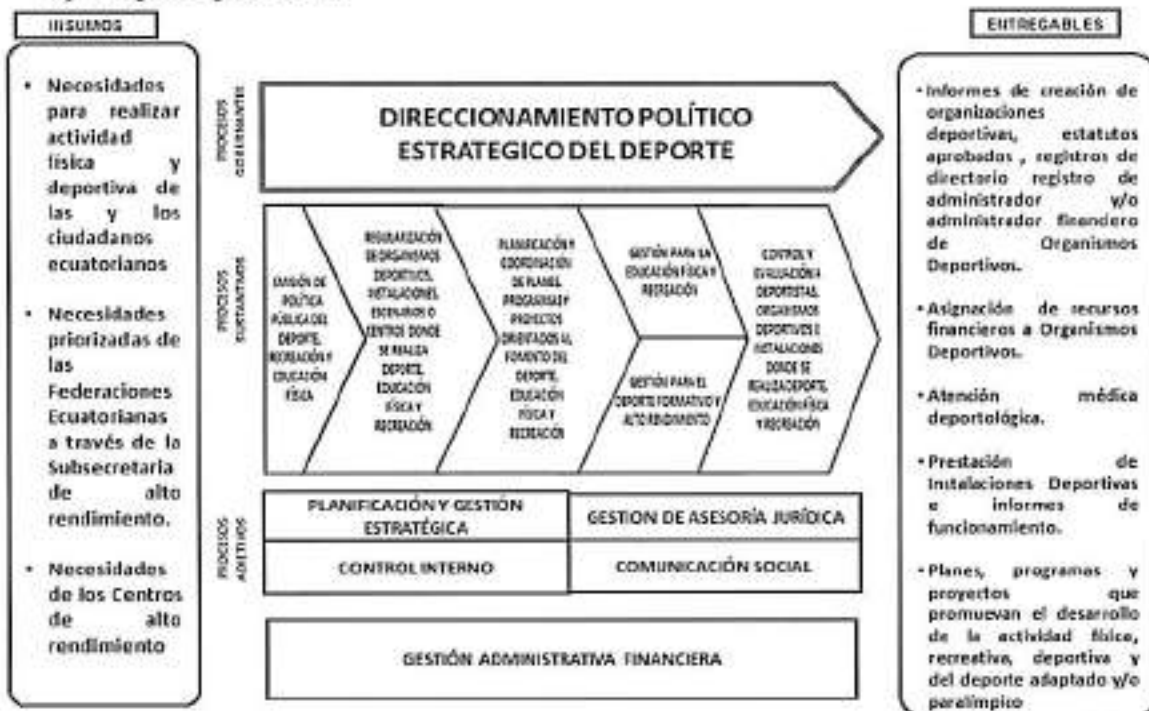 INSUMOS
• Necesidades
para realizar
actividad
física y
deportiva de
las y los
ciudadanos
ecuatorianos
• Necesidades
priorizadas de
las
Federaciones
Ecuatorianas
a través de la
Subsecretaria
de alto
rendimiento.
• Necesidades
de los Centros
de alto
rendimiento
PROCESOS
GOBERNANTES
DIRECCIONAMIENTO POLÍTICO
ESTRATEGICO DEL DEPORTE
PROCESOS
SUSTANTIVOS
EMISIÓN DE
POLÍTICA
PÚBLICA DEL
DEPORTE,
RECREACIÓN Y
EDUCACIÓN
FÍSICA
REGULARIZACIÓN
DE ORGANISMOS
DEPORTIVOS,
INSTALACIONES,
ESCENARIOS O
CENTROS DONDE
SE REALIZA
DEPORTE,
EDUCACIÓN
FÍSICA Y
RECREACIÓN
PLANIFICACIÓN Y
COORDINACIÓN
DE PLANES,
PROGRAMAS Y
PROYECTOS
ORIENTADOS AL
FOMENTO DEL
DEPORTE,
EDUCACIÓN
FÍSICA Y
RECREACIÓN
GESTIÓN PARA LA
EDUCACIÓN FÍSICA Y
RECREACIÓN
GESTIÓN PARA EL
DEPORTE FORMATIVO Y
ALTO RENDIMIENTO
CONTROL Y
EVALUACIÓN A
DEPORTISTAS,
ORGANISMOS
DEPORTIVOS E
INSTALACIONES
DONDE SE
REALIZA DEPORTE,
EDUCACIÓN FÍSICA
Y RECREACIÓN
PROCESOS
ADJETIVOS
PLANIFICACIÓN Y GESTIÓN
ESTRATÉGICA
GESTION DE ASESORÍA JURÍDICA
CONTROL INTERNO
COMUNICACIÓN SOCIAL
GESTIÓN ADMINISTRATIVA FINANCIERA
ENTREGABLES
•Informes de creación de
organizaciones
deportivas, estatutos
aprobados , registros de
directorio registro de
administrador y/o
administrador financiero
de Organismos
Deportivos.
•Asignación de recursos
financieros a Organismos
Deportivos.
•Atención médica
deportológica.
•Prestación de
Instalaciones Deportivas
e informes de
funcionamiento.
•Planes, programas y
proyectos que
promuevan el desarrollo
de la actividad física,
recreativa, deportiva y
del deporte adaptado y/o
paralímpico